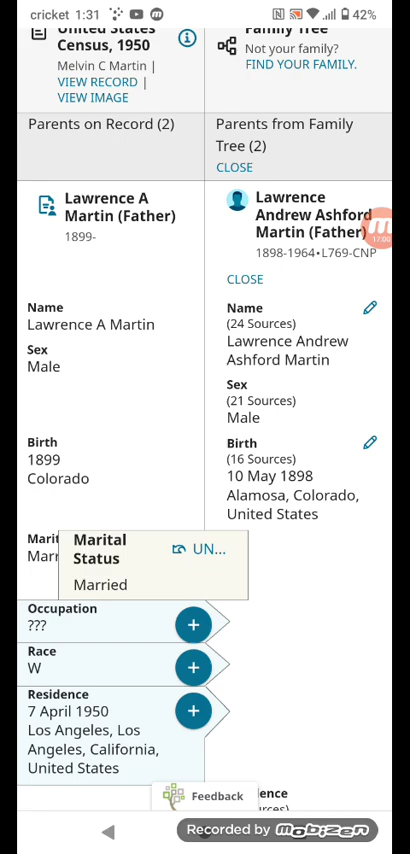 cricket 1:31
42%
United States
Census, 1950
Melvin C Martin |
VIEW RECORD |
VIEW IMAGE
Family Tree
Not your family?
FIND YOUR FAMILY.
Parents on Record (2)
Parents from Family
Tree (2)
CLOSE
Lawrence A
Martin (Father)
1899-
Lawrence
Andrew Ashford
Martin (Father)
1898-1964•L769-CNP
17:00
CLOSE
Name
Lawrence A Martin
Sex
Male
Birth
1899
Colorado
Name
(24 Sources)
Lawrence Andrew
Ashford Martin
Sex
(21 Sources)
Male
Birth
(16 Sources)
10 May 1898
Alamosa, Colorado,
United States
Marital
Status
UN...
Married
Occupation
???
Race
W
Residence
7 April 1950
Los Angeles, Los
Angeles, California,
United States
Feedback
Recorded by mobizen